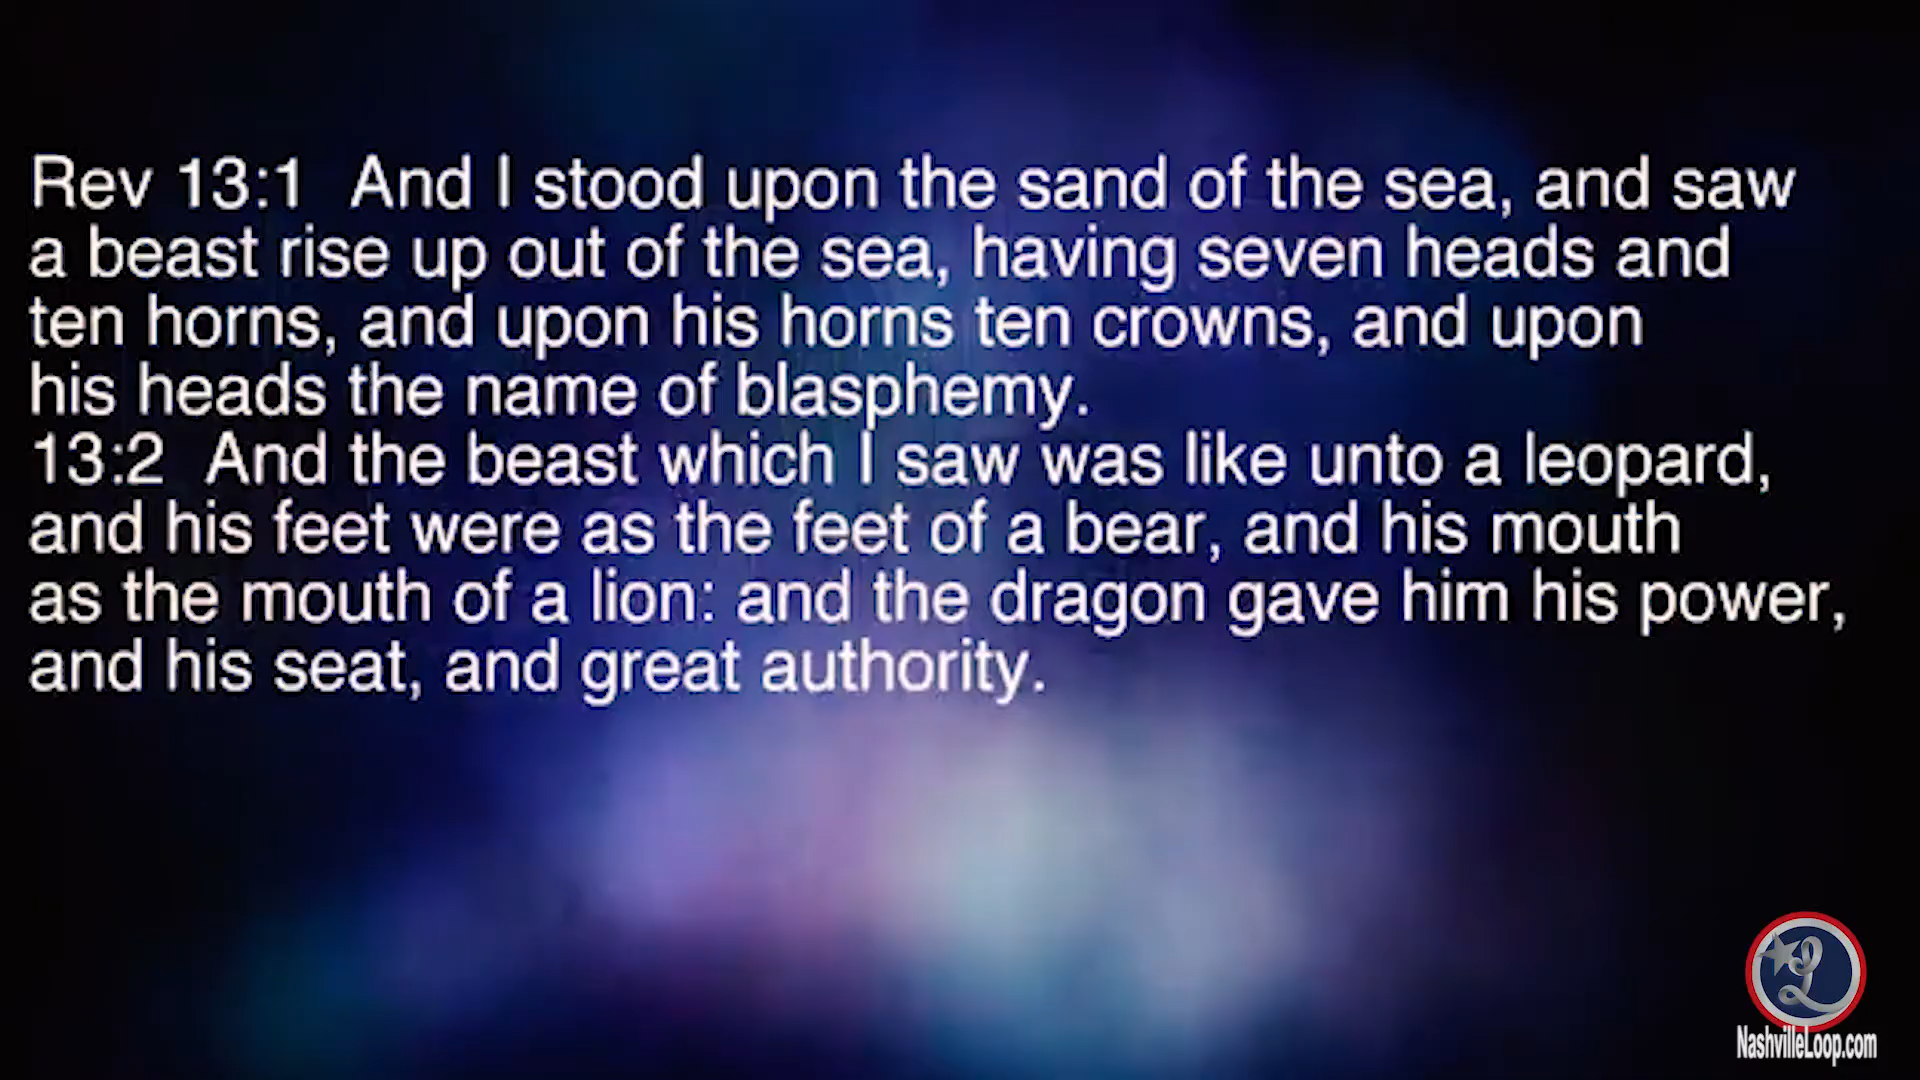 Rev 13:1  And I stood upon the sand of the sea, and saw
a beast rise up out of the sea, having seven heads and
ten horns, and upon his horns ten crowns, and upon
his heads the name of blasphemy.
13:2  And the beast which I saw was like unto a leopard,
and his feet were as the feet of a bear, and his mouth
as the mouth of a lion: and the dragon gave him his power,
and his seat, and great authority.
L
NashvilleLoop.com